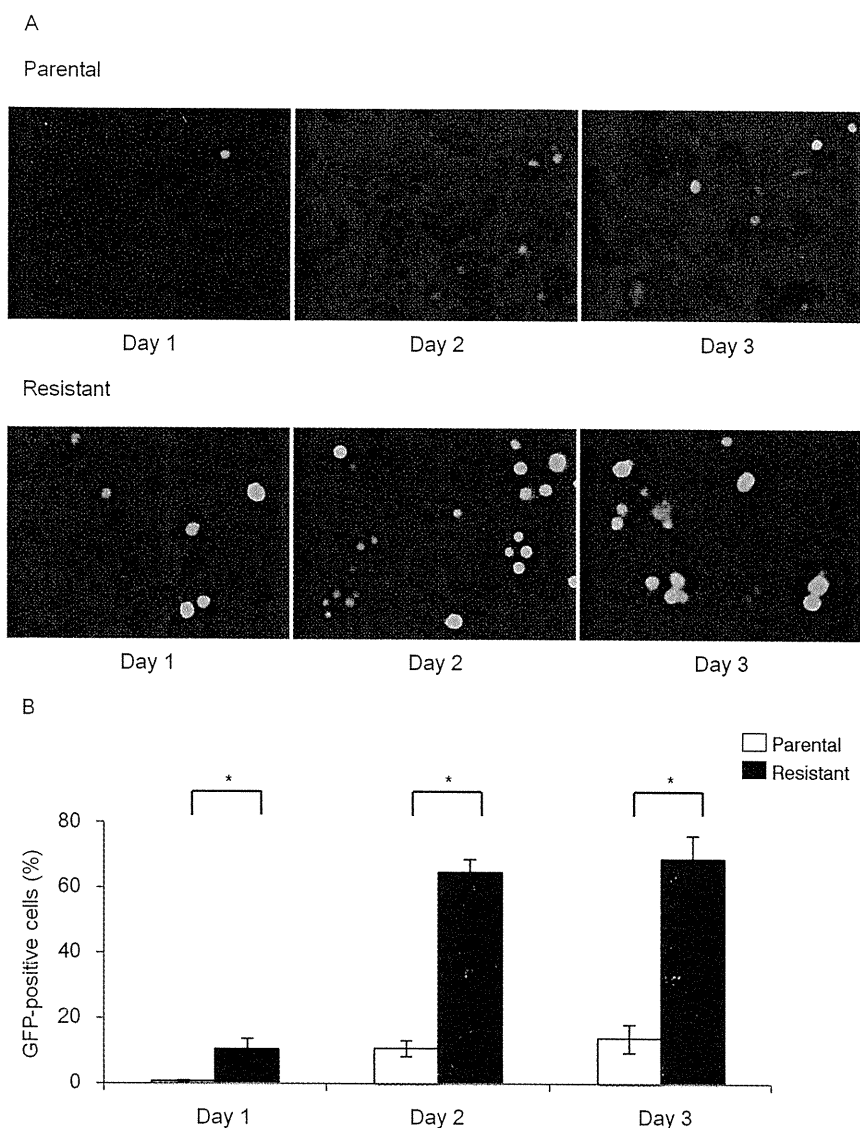 A
Parental
Day 1
Day 2
Day 3
Resistant
Day 1
Day 2
Day 3
B
Parental
Resistant
*
*
*
GFP-positive cells (%)
80
60
40
20
0
Day 1
Day 2
Day 3